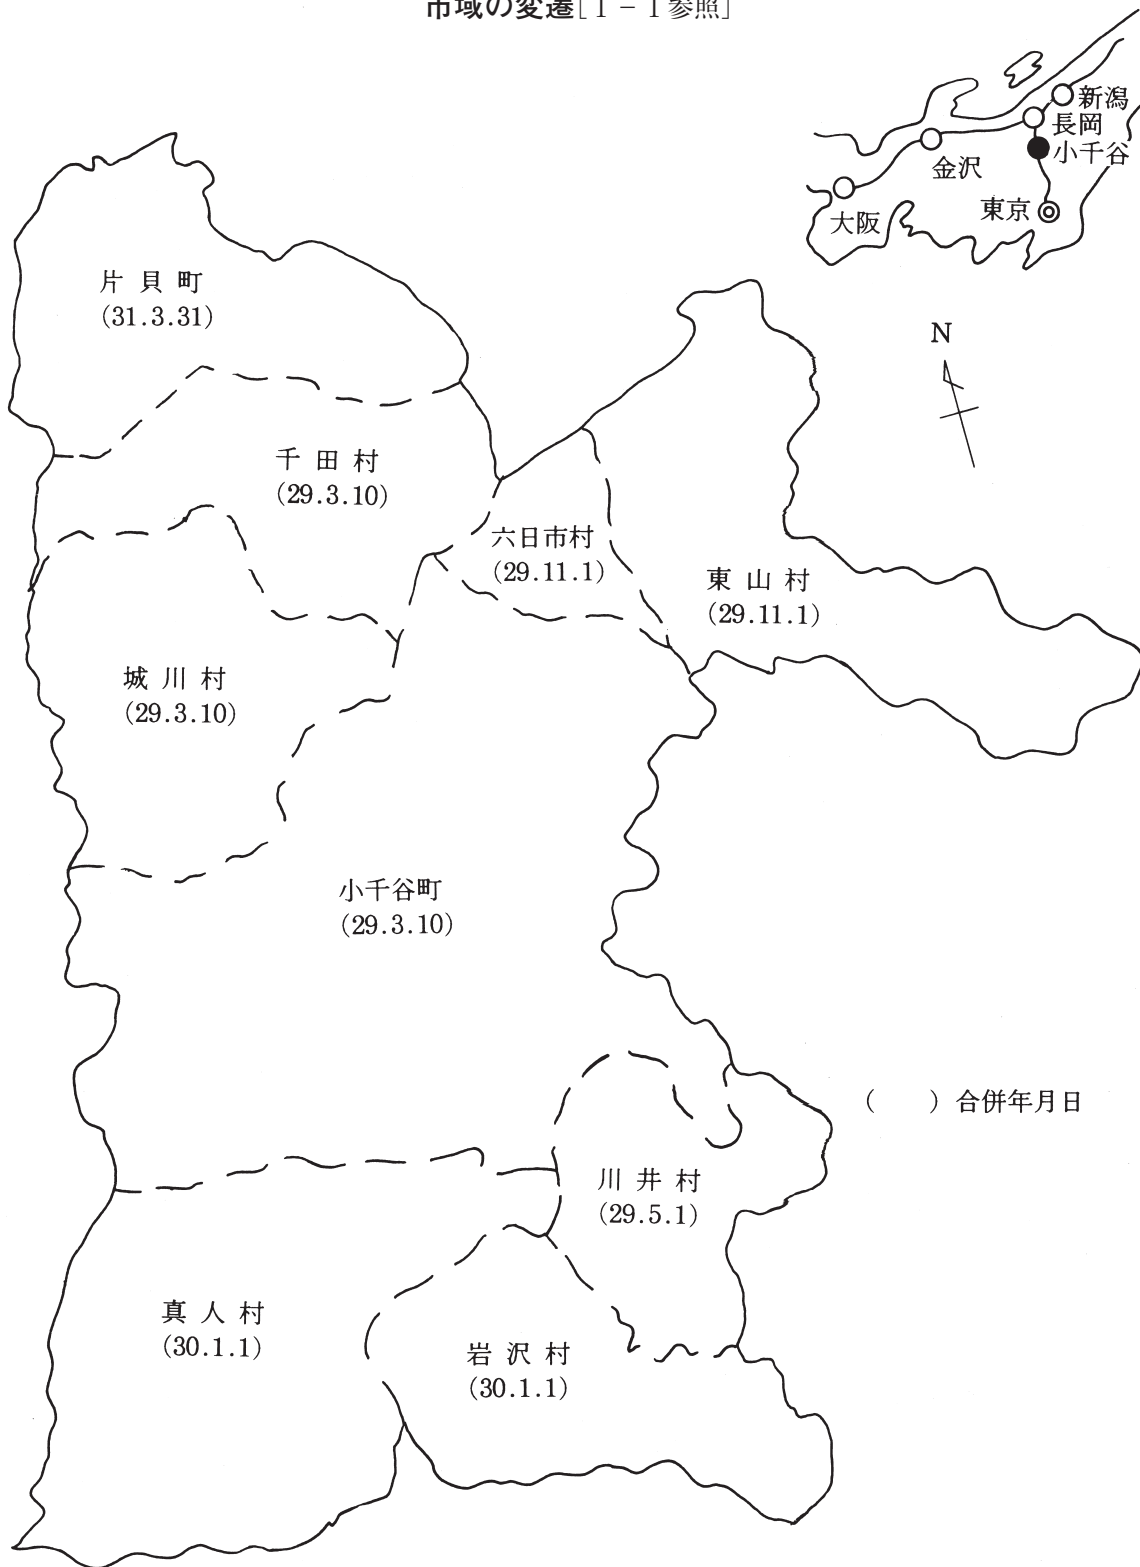 市域の変遷[1－1参照]
新潟
長岡
小千谷
金沢
大阪
東京
N
片貝町
(31.3.31)
千田村
(29.3.10)
六日市村
(29.11.1)
東山村
(29.11.1)
城川村
(29.3.10)
小千谷町
(29.3.10)
(　　)合併年月日
川井村
(29.5.1)
真人村
(30.1.1)
岩沢村
(30.1.1)